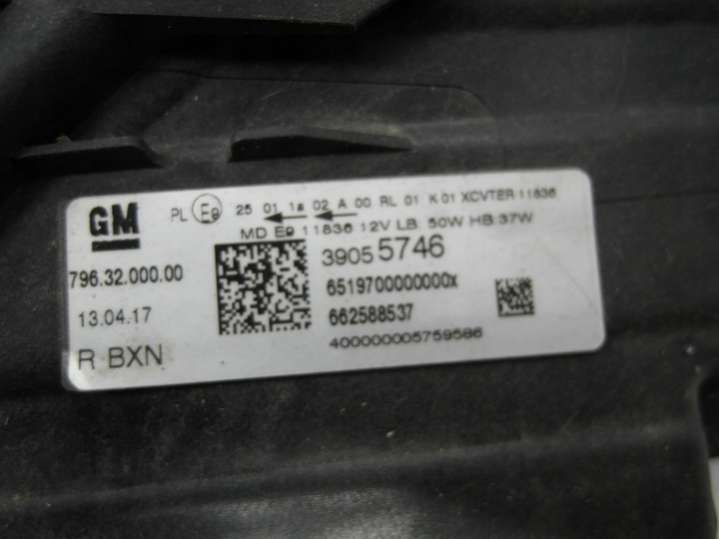 GM
PL E9 25 01 1a 02 A 00 RL 01 K 01 XCVTER 11836
MD E9 11836 12V LB: 50W HB:37W
39055746
796.32.000.00
6519700000000X
13.04.17
662588537
400000005759586
R BXN